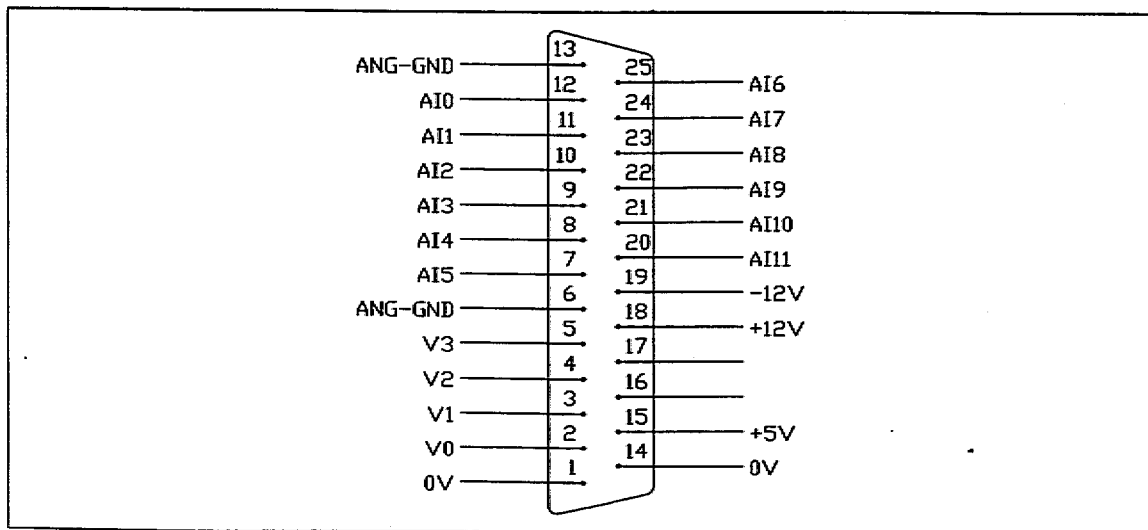 13
ANG-GND
25
AI6
12
AI0
24
AI7
11
AI1
23
AI8
10
AI2
22
AI9
9
AI3
21
AI10
8
AI4
20
AI11
7
AI5
19
-12V
6
ANG-GND
18
+12V
5
V3
17
4
V2
16
3
V1
15
+5V
2
V0
14
0V
1
0V